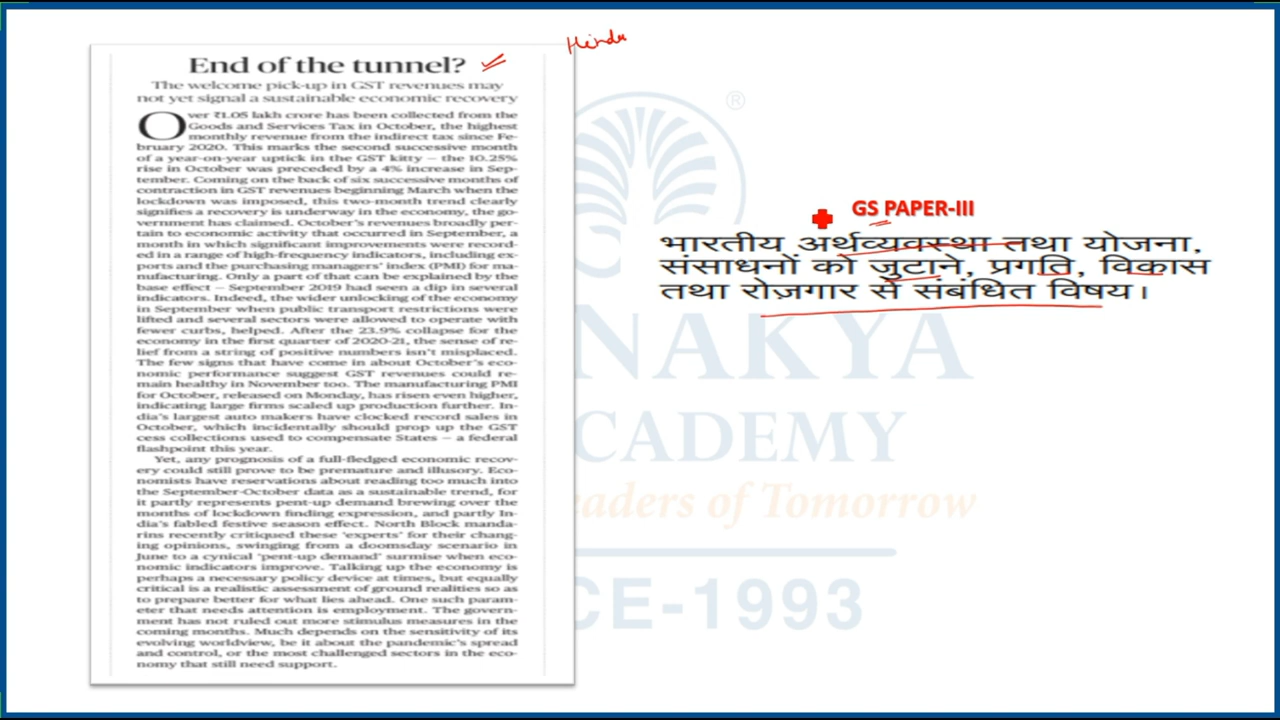 Hindu
End of the tunnel?
The welcome pick-up in GST revenues may
not yet signal a sustainable economic recovery
Over ₹1.05 lakh crore has been collected from the
Goods and Services Tax in October, the highest
monthly revenue from the indirect tax since Fe-
bruary 2020. This marks the second successive month
of a year-on-year uptick in the GST kitty – the 10.25%
rise in October was preceded by a 4% increase in Sep-
tember. Coming on the back of six successive months of
contraction in GST revenues beginning March when the
lockdown was imposed, this two-month trend clearly
signifies a recovery is underway in the economy, the go-
vernment has claimed. October's revenues broadly per-
tain to economic activity that occurred in September, a
month in which significant improvements were record-
ed in a range of high-frequency indicators, including ex-
ports and the purchasing managers' index (PMI) for ma-
nufacturing. Only a part of that can be explained by the
base effect – September 2019 had seen a dip in several
indicators. Indeed, the wider unlocking of the economy
in September when public transport restrictions were
lifted and several sectors were allowed to operate with
fewer curbs, helped. After the 23.9% collapse for the
economy in the first quarter of 2020-21, the sense of re-
lief from a string of positive numbers isn't misplaced.
The few signs that have come in about October's eco-
nomic performance suggest GST revenues could re-
main healthy in November too. The manufacturing PMI
for October, released on Monday, has risen even higher,
indicating large firms scaled up production further. In-
dia's largest auto makers have clocked record sales in
October, which incidentally should prop up the GST
cess collections used to compensate States – a federal
flashpoint this year.
Yet, any prognosis of a full-fledged economic recov-
ery could still prove to be premature and illusory. Eco-
nomists have reservations about reading too much into
the September-October data as a sustainable trend, for
it partly represents pent-up demand brewing over the
months of lockdown finding expression, and partly In-
dia's fabled festive season effect. North Block manda-
rins recently critiqued these 'experts' for their chang-
ing opinions, swinging from a doomsday scenario in
June to a cynical 'pent-up demand' surmise when eco-
nomic indicators improve. Talking up the economy is
perhaps a necessary policy device at times, but equally
critical is a realistic assessment of ground realities so as
to prepare better for what lies ahead. One such param-
eter that needs attention is employment. The govern-
ment has not ruled out more stimulus measures in the
coming months. Much depends on the sensitivity of its
evolving worldview, be it about the pandemic's spread
and control, or the most challenged sectors in the eco-
nomy that still need support.
®
GS PAPER-III
भारतीय अर्थव्यवस्था तथा योजना,
संसाधनों को जुटाने, प्रगति, विकास
तथा रोज़गार से संबंधित विषय।
NAKYA
CADEMY
eaders of Tomorrow
CE-1993